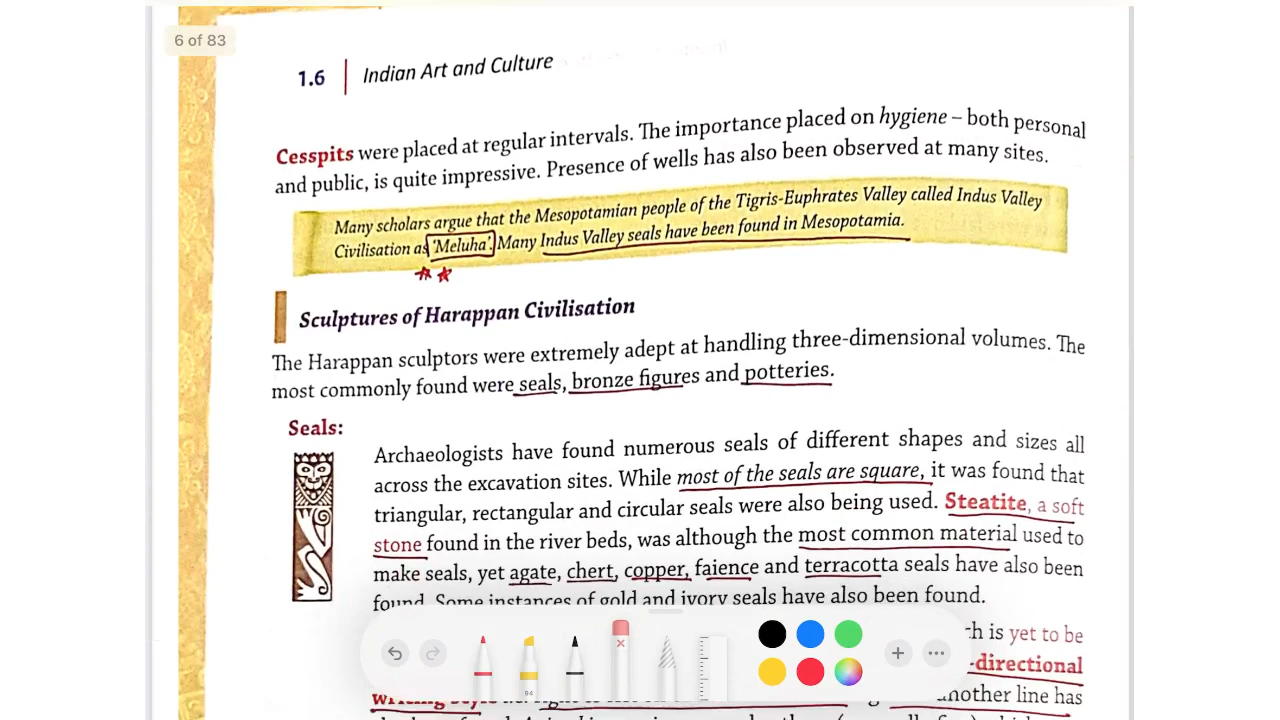 6 of 83
1.6 Indian Art and Culture
Cesspits were placed at regular intervals. The importance placed on hygiene – both personal
and public, is quite impressive. Presence of wells has also been observed at many sites.
Many scholars argue that the Mesopotamian people of the Tigris-Euphrates Valley called Indus Valley
Civilisation as 'Meluha'. Many Indus Valley seals have been found in Mesopotamia.
Sculptures of Harappan Civilisation
The Harappan sculptors were extremely adept at handling three-dimensional volumes. The
most commonly found were seals, bronze figures and potteries.
Seals:
Archaeologists have found numerous seals of different shapes and sizes all
across the excavation sites. While most of the seals are square, it was found that
triangular, rectangular and circular seals were also being used. Steatite, a soft
stone found in the river beds, was although the most common material used to
make seals, yet agate, chert, copper, faience and terracotta seals have also been
found. Some instances of gold and ivory seals have also been found.
is yet to be
-directional
another line has
94